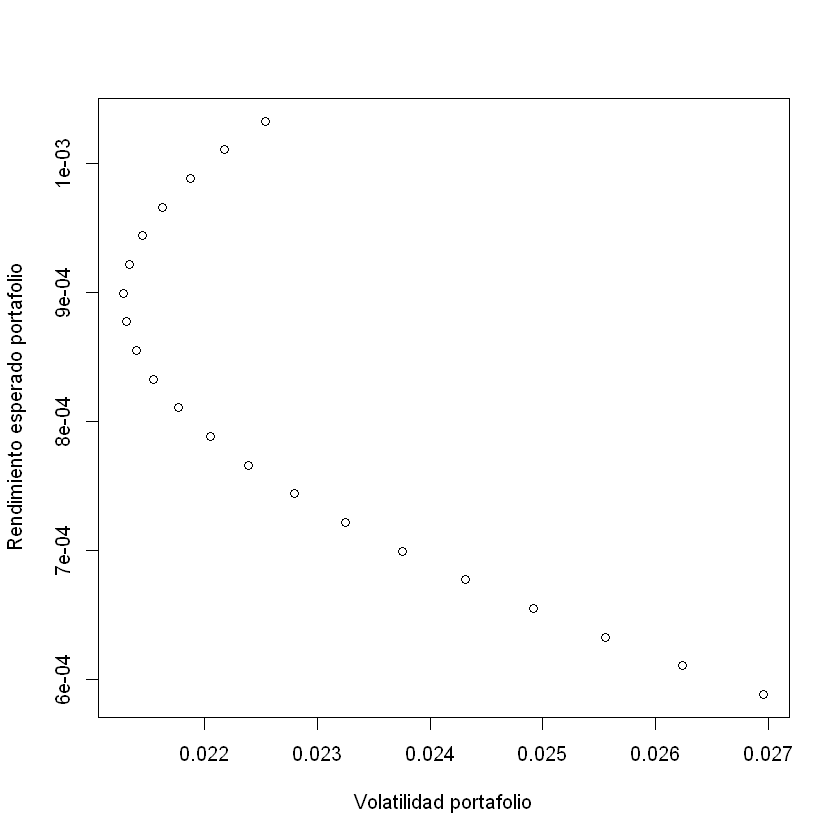 Rendimiento esperado portafolio
1e-03
9e-04
8e-04
7e-04
6e-04
0.022 0.023 0.024 0.025 0.026 0.027
Volatilidad portafolio